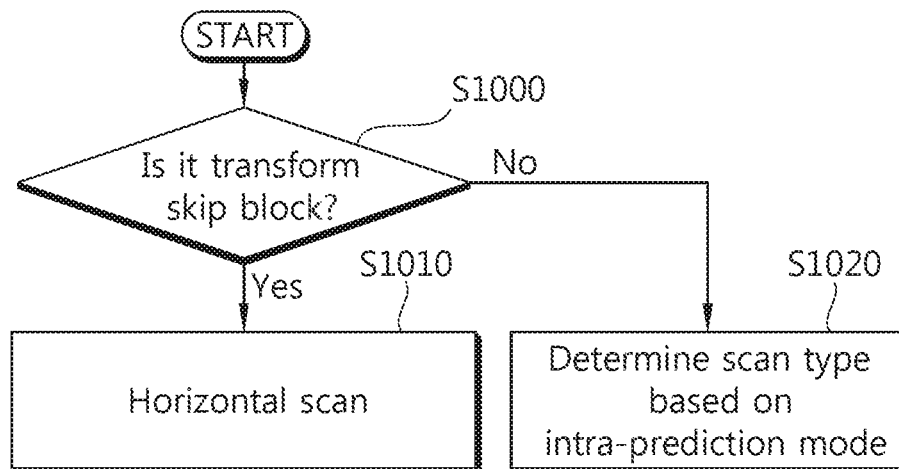 START
S1000
Is it transform
skip block?
No
Yes
S1010
S1020
Horizontal scan
Determine scan type
based on
intra-prediction mode